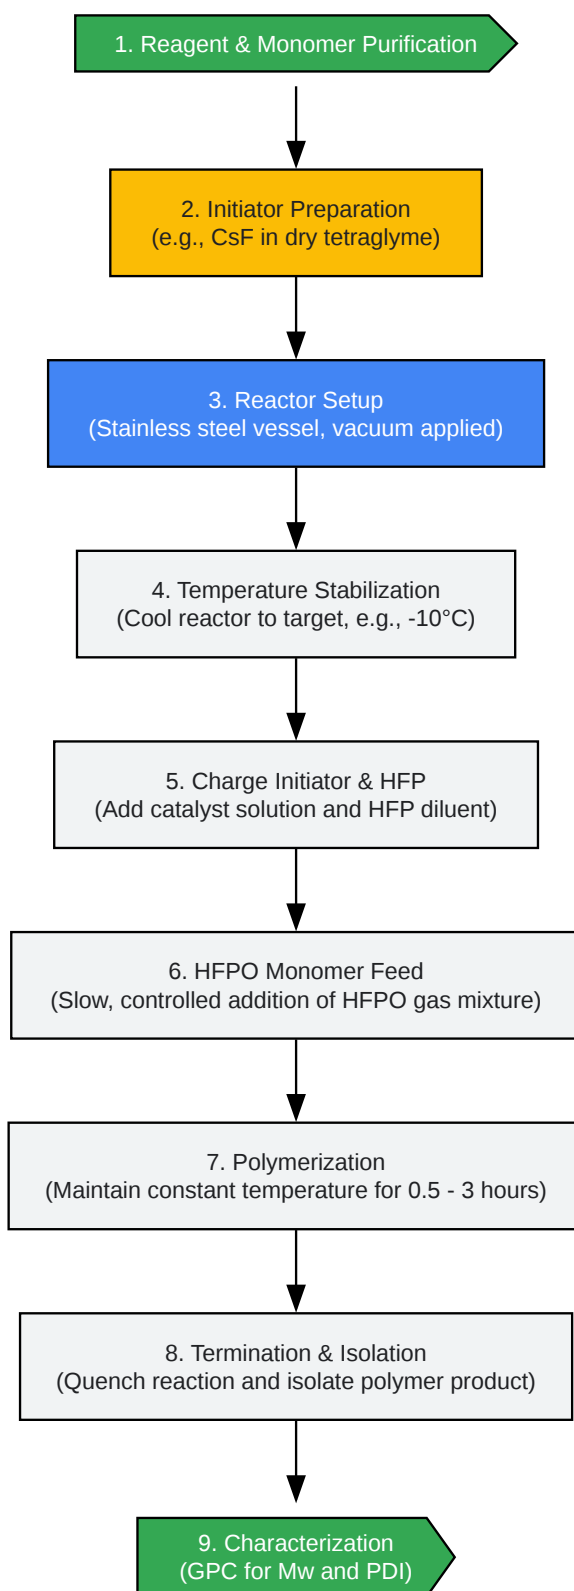 1. Reagent & Monomer Purification
2. Initiator Preparation
(e.g., CsF in dry tetraglyme)
3. Reactor Setup
(Stainless steel vessel, vacuum applied)
4. Temperature Stabilization
(Cool reactor to target, e.g., -10°C)
5. Charge Initiator & HFP
(Add catalyst solution and HFP diluent)
6. HFPO Monomer Feed
(Slow, controlled addition of HFPO gas mixture)
7. Polymerization
(Maintain constant temperature for 0.5 - 3 hours)
8. Termination & Isolation
(Quench reaction and isolate polymer product)
9. Characterization
(GPC for Mw and PDI)